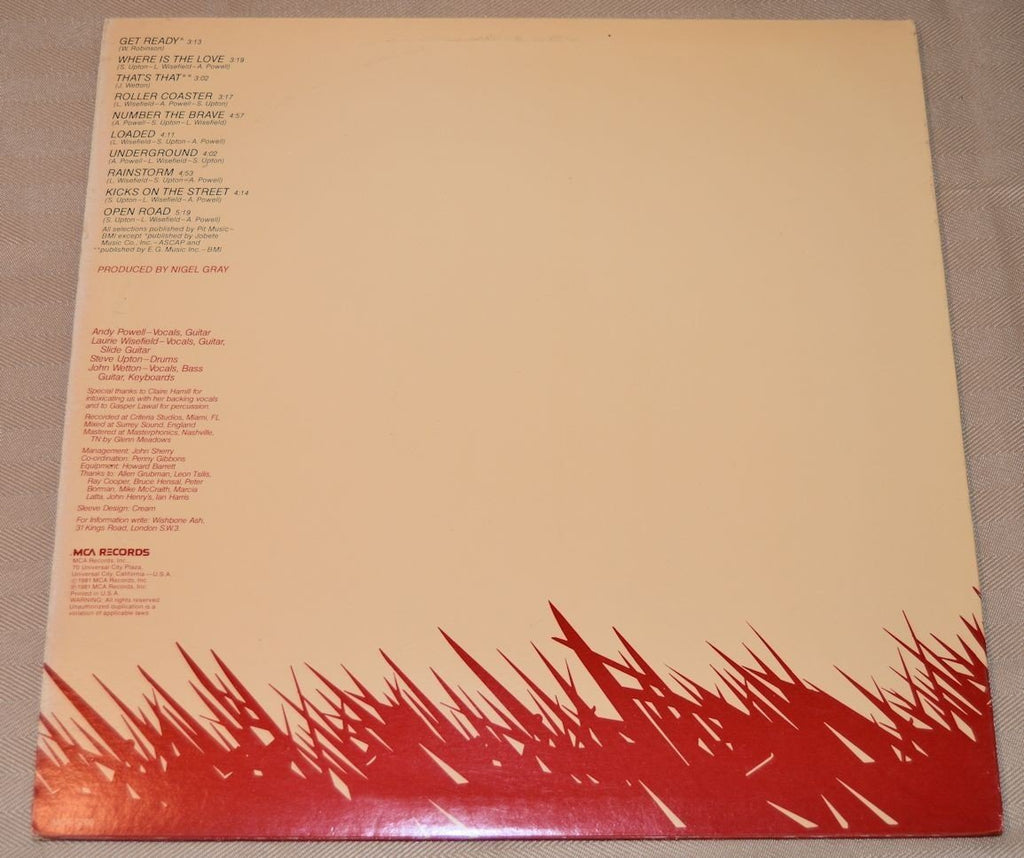 GET READY* 3:13
(W. Robinson)
WHERE IS THE LOVE 3:19
(S. Upton–L. Wisefield–A. Powell)
THAT'S THAT** 3:02
(J. Wetton)
ROLLER COASTER 3:17
(L. Wisefield–A. Powell–S. Upton)
NUMBER THE BRAVE 4:57
(A. Powell–S. Upton–L. Wisefield)
LOADED 4:11
(L. Wisefield–S. Upton–A. Powell)
UNDERGROUND 4:02
(A. Powell–L. Wisefield–S. Upton)
RAINSTORM 4:53
(L. Wisefield–S. Upton–A. Powell)
KICKS ON THE STREET 4:14
(S. Upton–L. Wisefield–A. Powell)
OPEN ROAD 5:19
(S. Upton–L. Wisefield–A. Powell)
All selections published by Pit Music–
BMI except *published by Jobete
Music Co., Inc.–ASCAP and
**published by E.G. Music Inc.–BMI
PRODUCED BY NIGEL GRAY
Andy Powell–Vocals, Guitar
Laurie Wisefield–Vocals, Guitar,
Slide Guitar
Steve Upton–Drums
John Wetton–Vocals, Bass
Guitar, Keyboards
Special thanks to Claire Hamill for
intoxicating us with her backing vocals
and to Gasper Lawal for percussion.
Recorded at Criteria Studios, Miami, FL
Mixed at Surrey Sound, England
Mastered at Masterphonics, Nashville,
TN by Glenn Meadows
Management: John Sherry
Co-ordination: Penny Gibbons
Equipment: Howard Barrett
Thanks to: Allen Grubman, Leon Tsilis,
Ray Cooper, Bruce Hensal, Peter
Borman, Mike McCraith, Marcia
Latta, John Henry's, Ian Harris
Sleeve Design: Cream
For Information write: Wishbone Ash,
37 Kings Road, London S.W.3.
MCA RECORDS
MCA Records, Inc.
70 Universal City Plaza,
Universal City, California—U.S.A.
©1981 MCA Records, Inc.
℗1981 MCA Records, Inc.
Printed in U.S.A.
WARNING: All rights reserved.
Unauthorized duplication is a
violation of applicable laws.